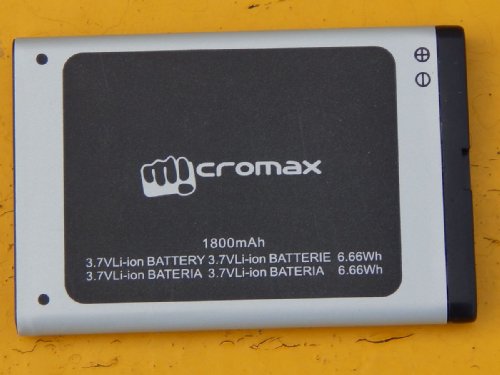 micromax
1800mAh
3.7VLi-ion BATTERY 3.7VLi-ion BATTERIE 6.66Wh
3.7VLi-ion BATERIA 3.7VLi-ion BATERIA 6.66Wh